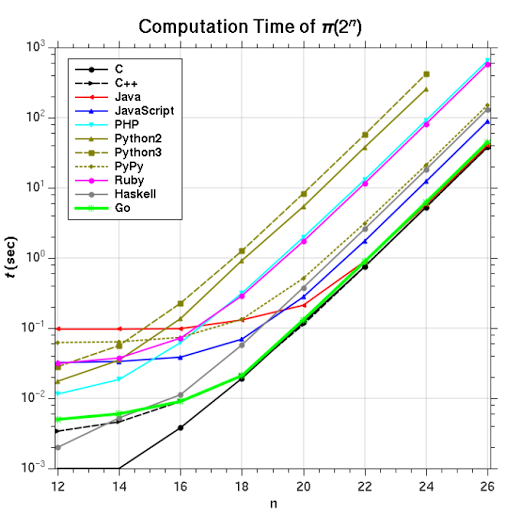 Computation Time of π(2ⁿ)
10³
10²
10¹
10⁰
10⁻¹
10⁻²
10⁻³
t (sec)
C
C++
Java
JavaScript
PHP
Python2
Python3
PyPy
Ruby
Haskell
Go
12 14 16 18 20 22 24 26
n